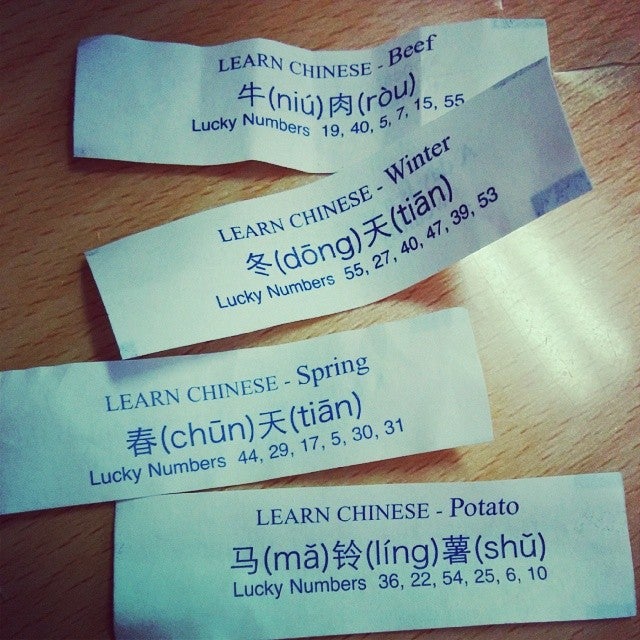 LEARN CHINESE - Beef
牛(niú)肉(ròu)
Lucky Numbers 19, 40, 5, 7, 15, 55
LEARN CHINESE - Winter
冬(dōng)天(tiān)
Lucky Numbers 55, 27, 40, 47, 39, 53
LEARN CHINESE - Spring
春(chūn)天(tiān)
Lucky Numbers 44, 29, 17, 5, 30, 31
LEARN CHINESE - Potato
马(mǎ)铃(líng)薯(shǔ)
Lucky Numbers 36, 22, 54, 25, 6, 10